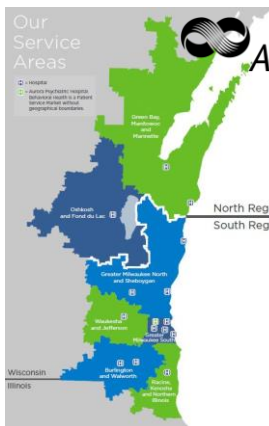 Our
Service
Areas
A
H = Hospital
H = Aurora Psychiatric Hospital
Behavioral Health is a Patient
Service Market without
geographical boundaries.
Green Bay,
Manitowoc
and
Marinette
Oshkosh
and Fond du Lac
North Reg
South Reg
Greater Milwaukee North
and Sheboygan
Waukesha
and Jefferson
Greater
Milwaukee South
Burlington
and Walworth
Wisconsin
Illinois
Racine,
Kenosha
and Northern
Illinois